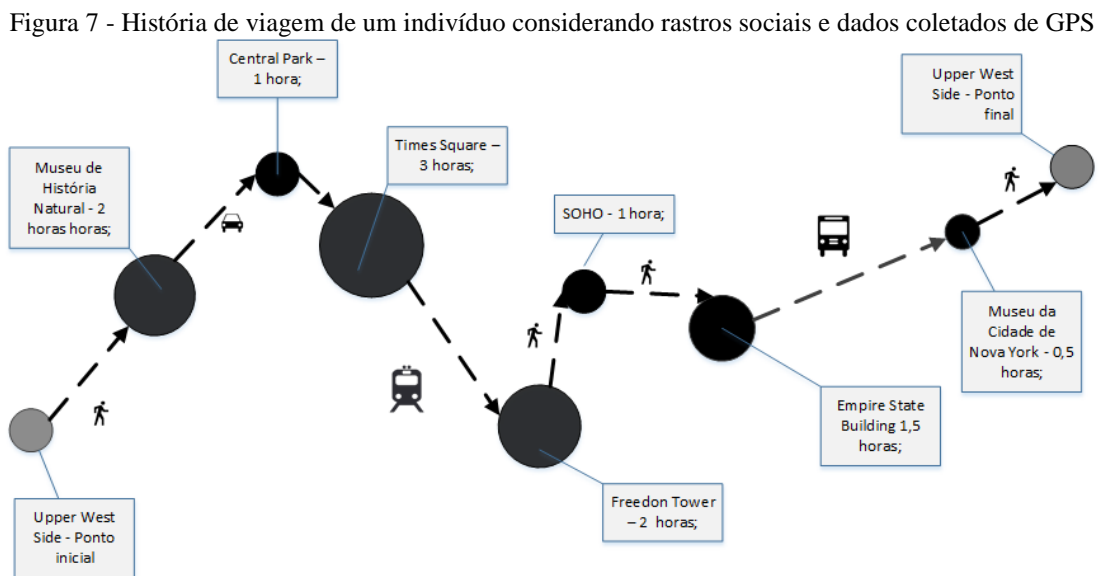 Figura 7 - História de viagem de um indivíduo considerando rastros sociais e dados coletados de GPS
Central Park –
1 hora;
Upper West
Side - Ponto
final
Times Square –
3 horas;
Museu de
História
Natural - 2
horas horas;
SOHO - 1 hora;
Museu da
Cidade de
Nova York - 0,5
horas;
Empire State
Building 1,5
horas;
Freedon Tower
– 2 horas;
Upper West
Side - Ponto
inicial